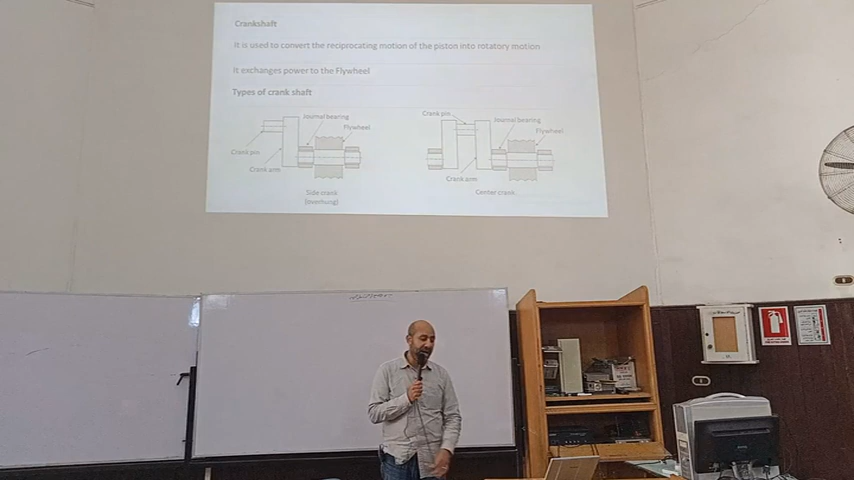 Crankshaft
It is used to convert the reciprocating motion of the piston into rotatory motion
It exchanges power to the Flywheel
Types of crank shaft
Journal bearing
Flywheel
Crank pin
Crank arm
Side crank
(overhung)
Crank pin
Journal bearing
Flywheel
Crank arm
Center crank